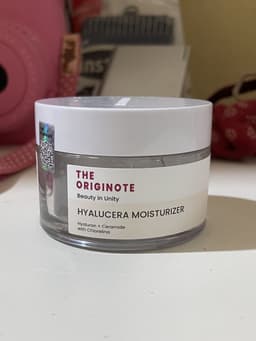 THE
ORIGINOTE
Beauty in Unity
HYALUCERA MOISTURIZER
Hyaluron + Ceramide
with Chlorelina